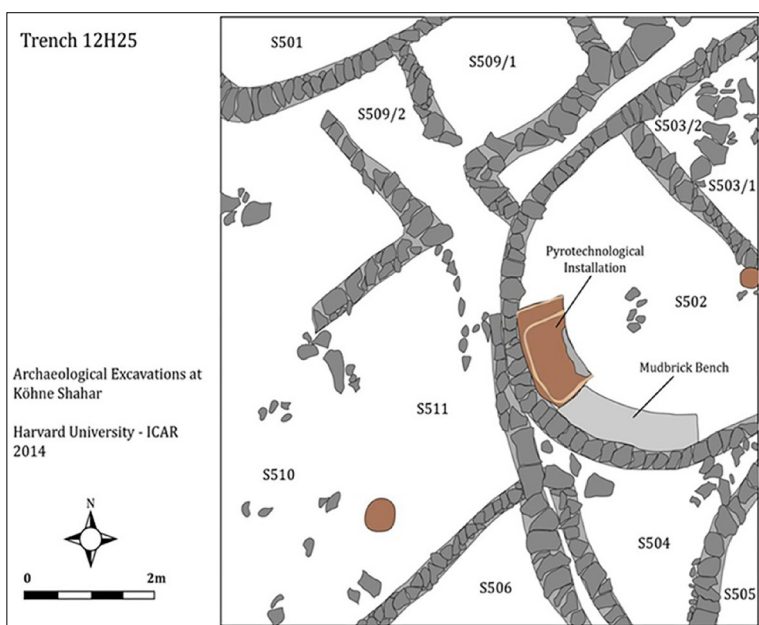 Trench 12H25
S501
S509/1
S509/2
S503/2
S503/1
Pyrotechnological
Installation
S502
Mudbrick Bench
Archaeological Excavations at
Köhne Shahar
Harvard University - ICAR
2014
S511
S510
N
0 2m
S504
S506
S505